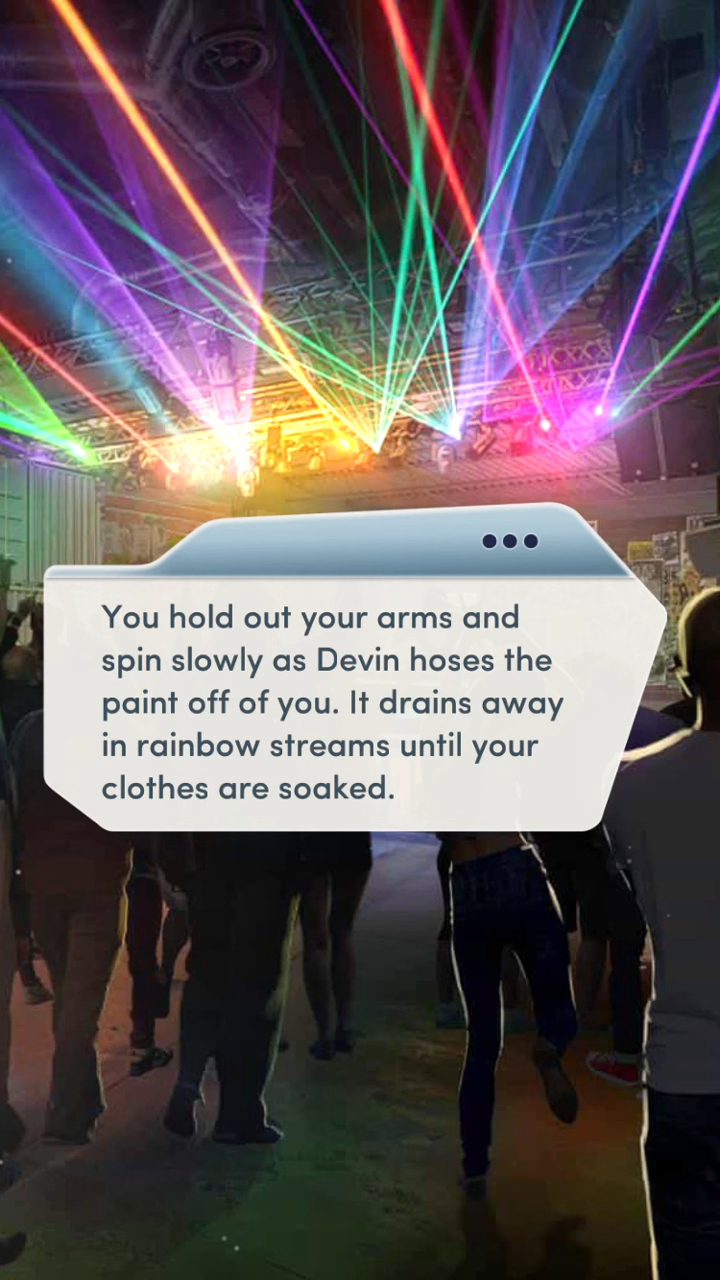 You hold out your arms and
spin slowly as Devin hoses the
paint off of you. It drains away
in rainbow streams until your
clothes are soaked.